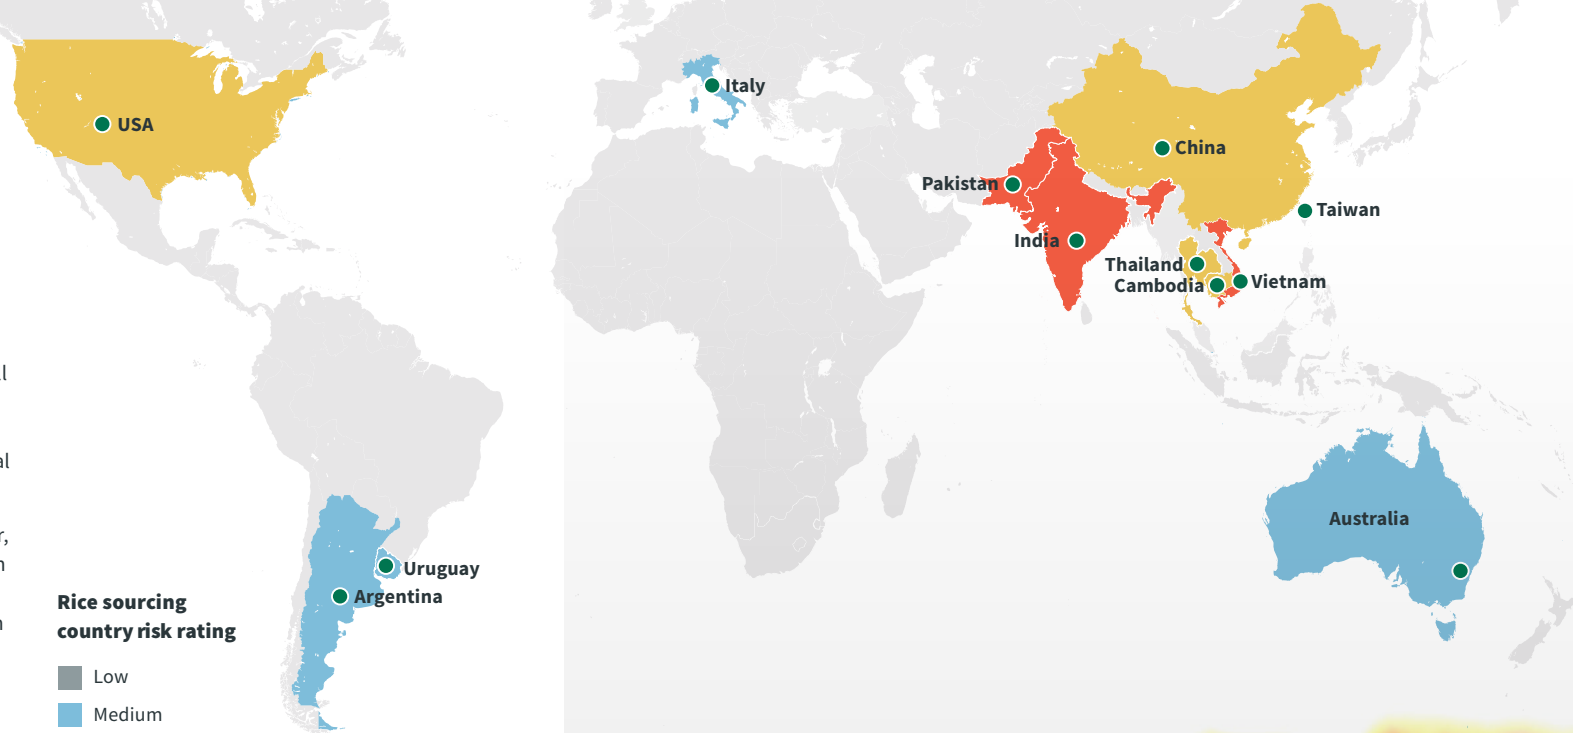 USA
Italy
China
Pakistan
Taiwan
India
Thailand
Cambodia
Vietnam
Australia
Uruguay
Argentina
Rice sourcing
country risk rating
Low
Medium